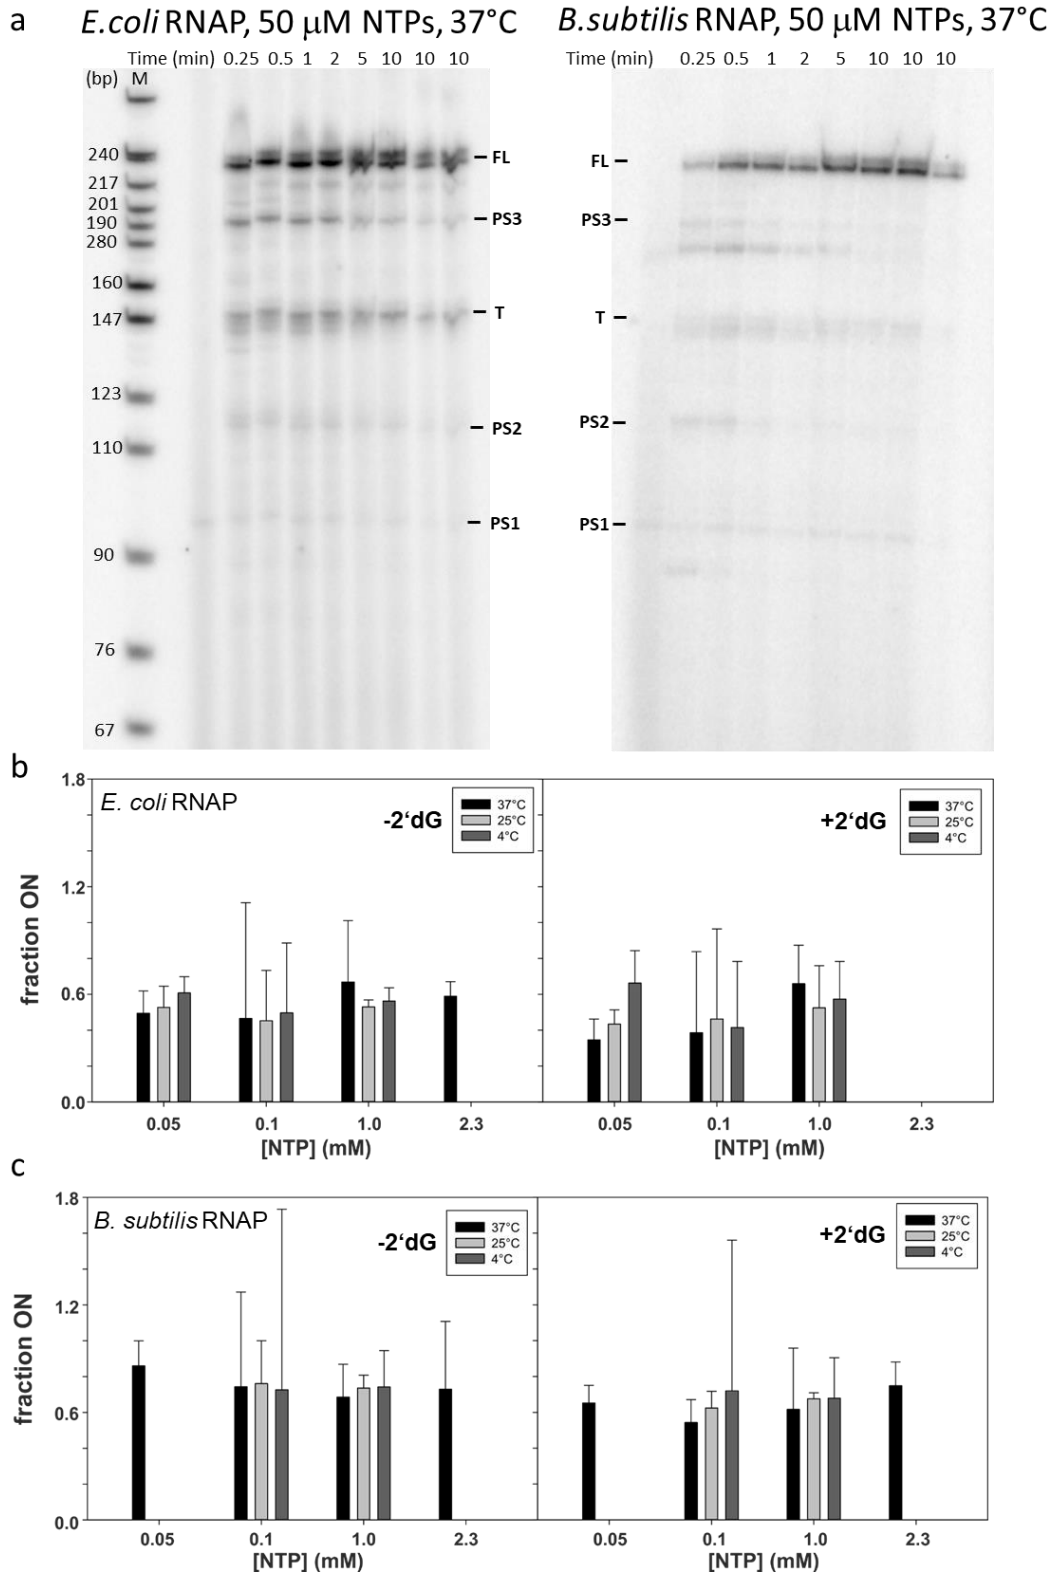 a
E.coli RNAP, 50 µM NTPs, 37°C
B.subtilis RNAP, 50 µM NTPs, 37°C
Time (min) 0.25 0.5 1 2 5 10 10 10
Time (min) 0.25 0.5 1 2 5 10 10 10
(bp) M
240
217
201
190
280
160
147
123
110
90
76
67
FL
PS3
T
PS2
PS1
FL
PS3
T
PS2
PS1
b
E. coli RNAP
-2‘dG
37°C
25°C
4°C
+2‘dG
37°C
25°C
4°C
fraction ON
1.8
1.2
0.6
0.0
0.05 0.1 1.0 2.3
0.05 0.1 1.0 2.3
[NTP] (mM)
[NTP] (mM)
c
B. subtilis RNAP
-2‘dG
37°C
25°C
4°C
+2‘dG
37°C
25°C
4°C
fraction ON
1.8
1.2
0.6
0.0
0.05 0.1 1.0 2.3
0.05 0.1 1.0 2.3
[NTP] (mM)
[NTP] (mM)